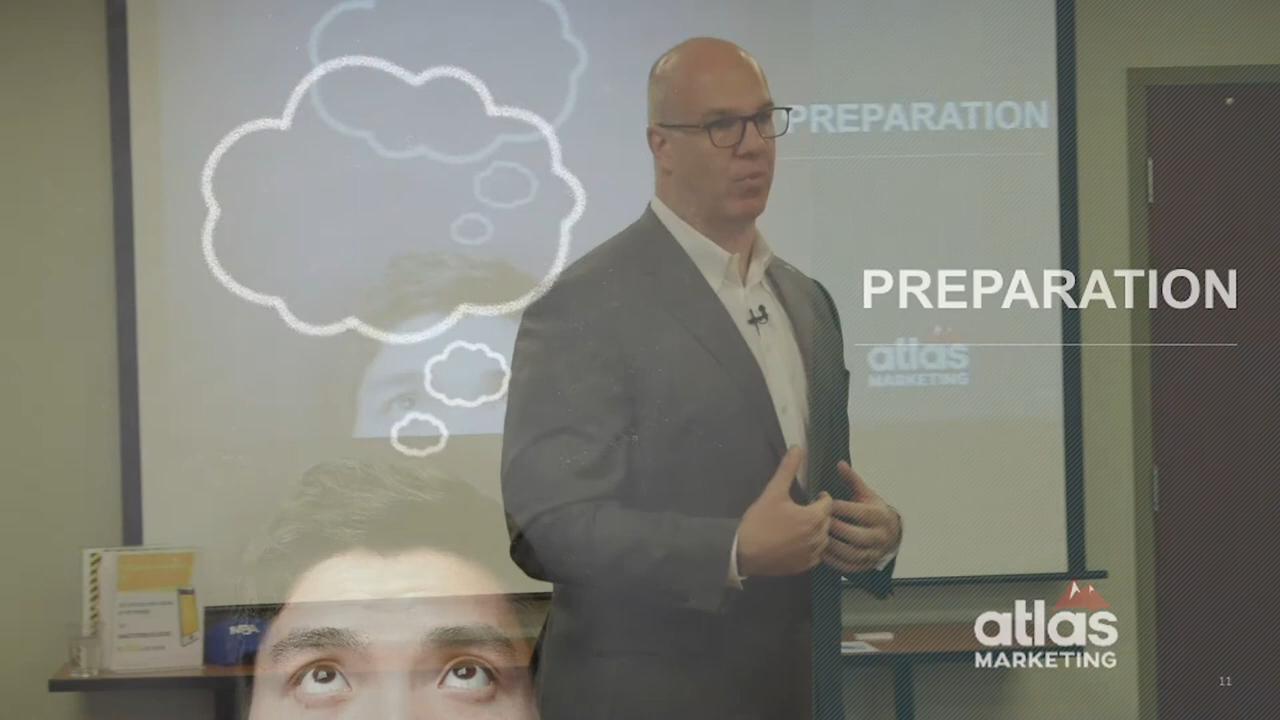 PREPARATION
PREPARATION
atlas
MARKETING
atlas
MARKETING
11